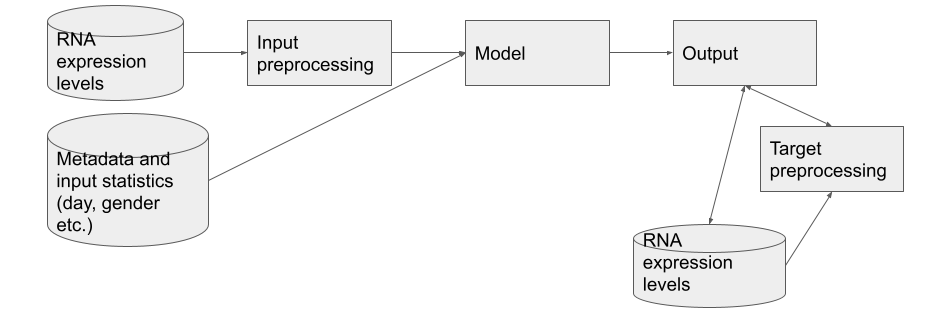 RNA
expression
levels
Input
preprocessing
Model
Output
Metadata and
input statistics
(day, gender
etc.)
Target
preprocessing
RNA
expression
levels